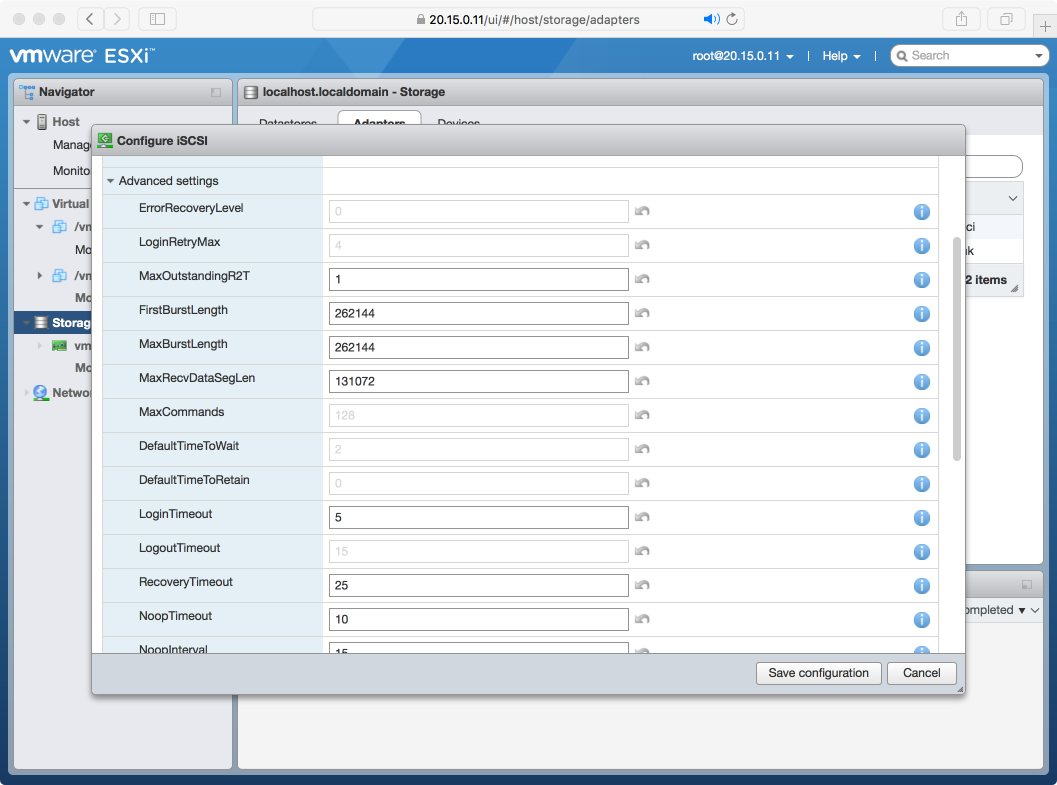 20.15.0.11/ui/#/host/storage/adapters
vmware ESXi™
root@20.15.0.11 | Help | Search
Navigator
localhost.localdomain - Storage
Host
Datastores Adapters Devices
Manag
Monito
Virtual
/vn
Mo
/vn
Mo
Storag
vm
Mo
Networ
Configure iSCSI
Advanced settings
ErrorRecoveryLevel 0
LoginRetryMax 4
MaxOutstandingR2T 1
FirstBurstLength 262144
MaxBurstLength 262144
MaxRecvDataSegLen 131072
MaxCommands 128
DefaultTimeToWait 2
DefaultTimeToRetain 0
LoginTimeout 5
LogoutTimeout 15
RecoveryTimeout 25
NoopTimeout 10
NoopInterval 15
Save configuration Cancel
ci
k
2 items
ompleted ▼